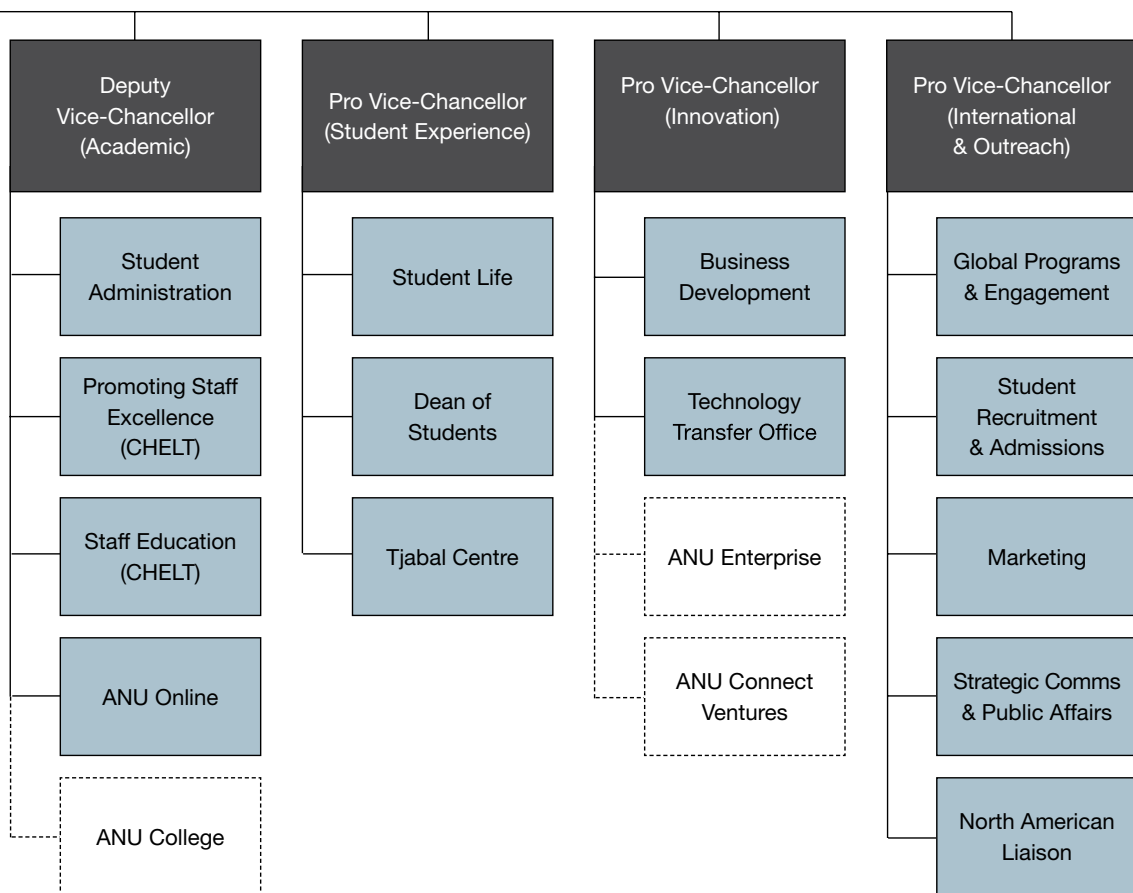 Deputy
Vice-Chancellor
(Academic)
Student
Administration
Promoting Staff
Excellence
(CHELT)
Staff Education
(CHELT)
ANU Online
ANU College
Pro Vice-Chancellor
(Student Experience)
Student Life
Dean of
Students
Tjabal Centre
Pro Vice-Chancellor
(Innovation)
Business
Development
Technology
Transfer Office
ANU Enterprise
ANU Connect
Ventures
Pro Vice-Chancellor
(International
& Outreach)
Global Programs
& Engagement
Student
Recruitment
& Admissions
Marketing
Strategic Comms
& Public Affairs
North American
Liaison